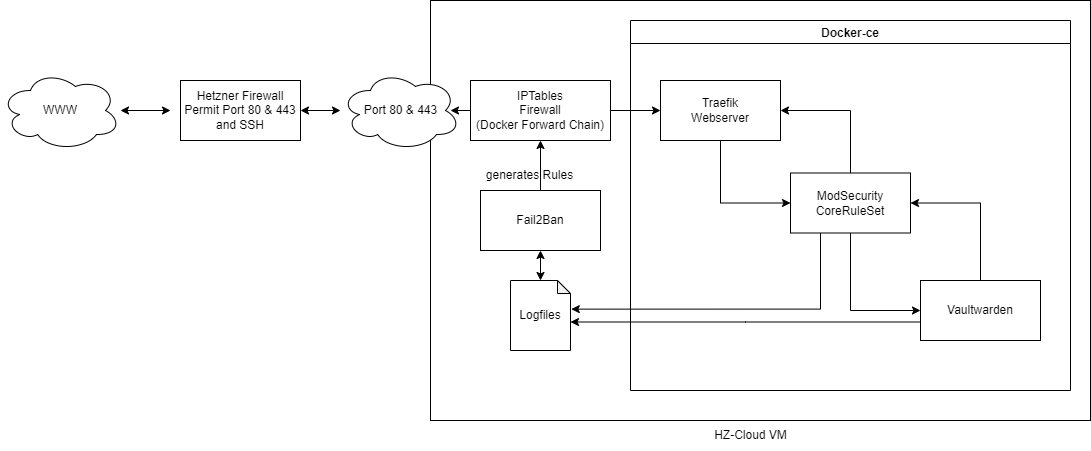 Docker-ce
WWW
Hetzner Firewall
Permit Port 80 & 443
and SSH
Port 80 & 443
IPTables
Firewall
(Docker Forward Chain)
Traefik
Webserver
generates Rules
ModSecurity
CoreRuleSet
Fail2Ban
Logfiles
Vaultwarden
HZ-Cloud VM